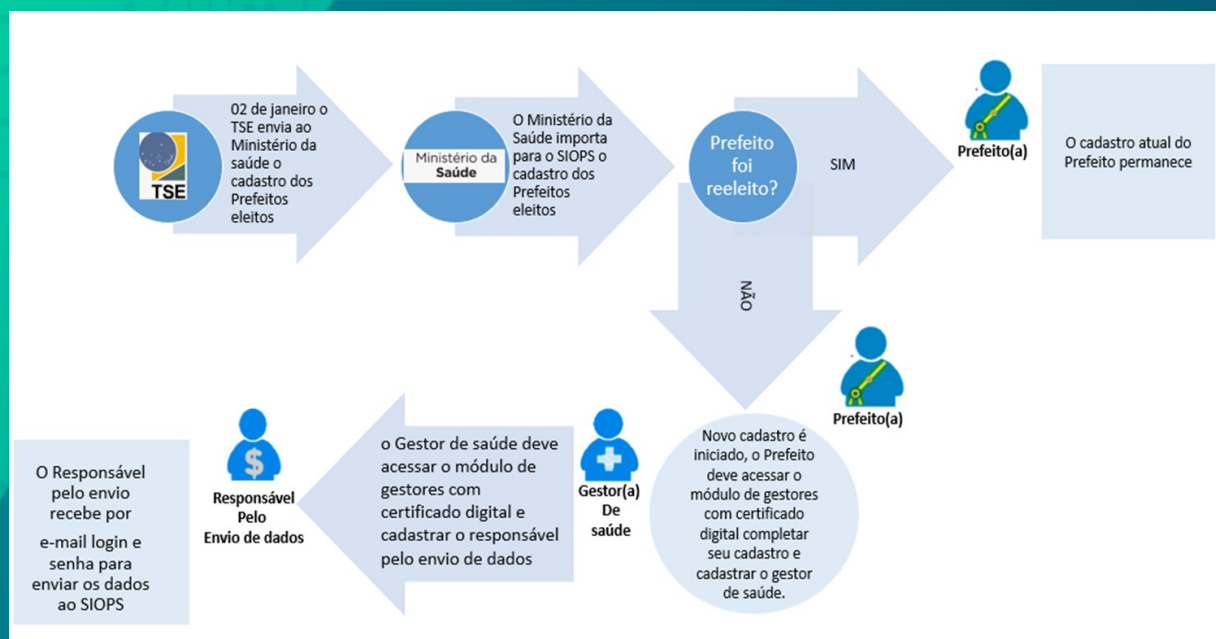 TSE
02 de janeiro o
TSE envia ao
Ministério da
saúde o
cadastro dos
Prefeitos
eleitos
Ministério da
Saúde
O Ministério da
Saúde importa
para o SIOPS o
cadastro dos
Prefeitos
eleitos
Prefeito
foi
reeleito?
SIM
Prefeito(a)
O cadastro atual do
Prefeito permanece
NÃO
Prefeito(a)
Novo cadastro é
iniciado, o Prefeito
deve acessar o
módulo de gestores
com certificado
digital completar
seu cadastro e
cadastrar o gestor
de saúde.
Gestor(a)
De
saúde
o Gestor de saúde deve
acessar o módulo de
gestores com
certificado digital e
cadastrar o responsável
pelo envio de dados
$
Responsável
Pelo
Envio de dados
O Responsável
pelo envio
recebe por
e-mail login e
senha para
enviar os dados
ao SIOPS